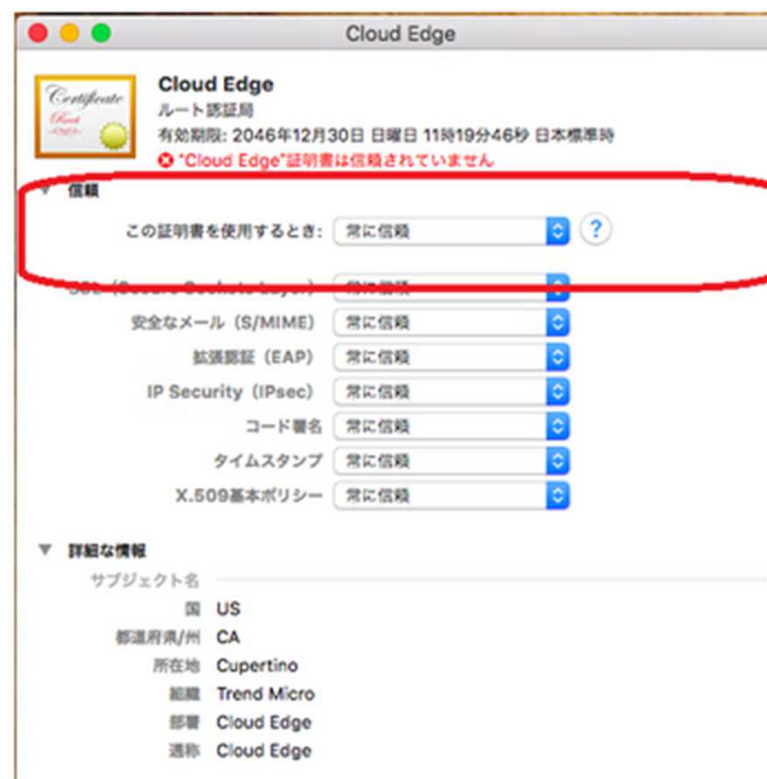 Cloud Edge
Certificate
Root
Cloud Edge
ルート認証局
有効期限: 2046年12月30日 日曜日 11時19分46秒 日本標準時
"Cloud Edge"証明書は信頼されていません
▼ 信頼
この証明書を使用するとき: 常に信頼 ?
SSL (Secure Sockets Layer) 常に信頼
安全なメール (S/MIME) 常に信頼
拡張認証 (EAP) 常に信頼
IP Security (IPsec) 常に信頼
コード署名 常に信頼
タイムスタンプ 常に信頼
X.509基本ポリシー 常に信頼
▼ 詳細な情報
サブジェクト名
国 US
都道府県/州 CA
所在地 Cupertino
組織 Trend Micro
部署 Cloud Edge
通称 Cloud Edge